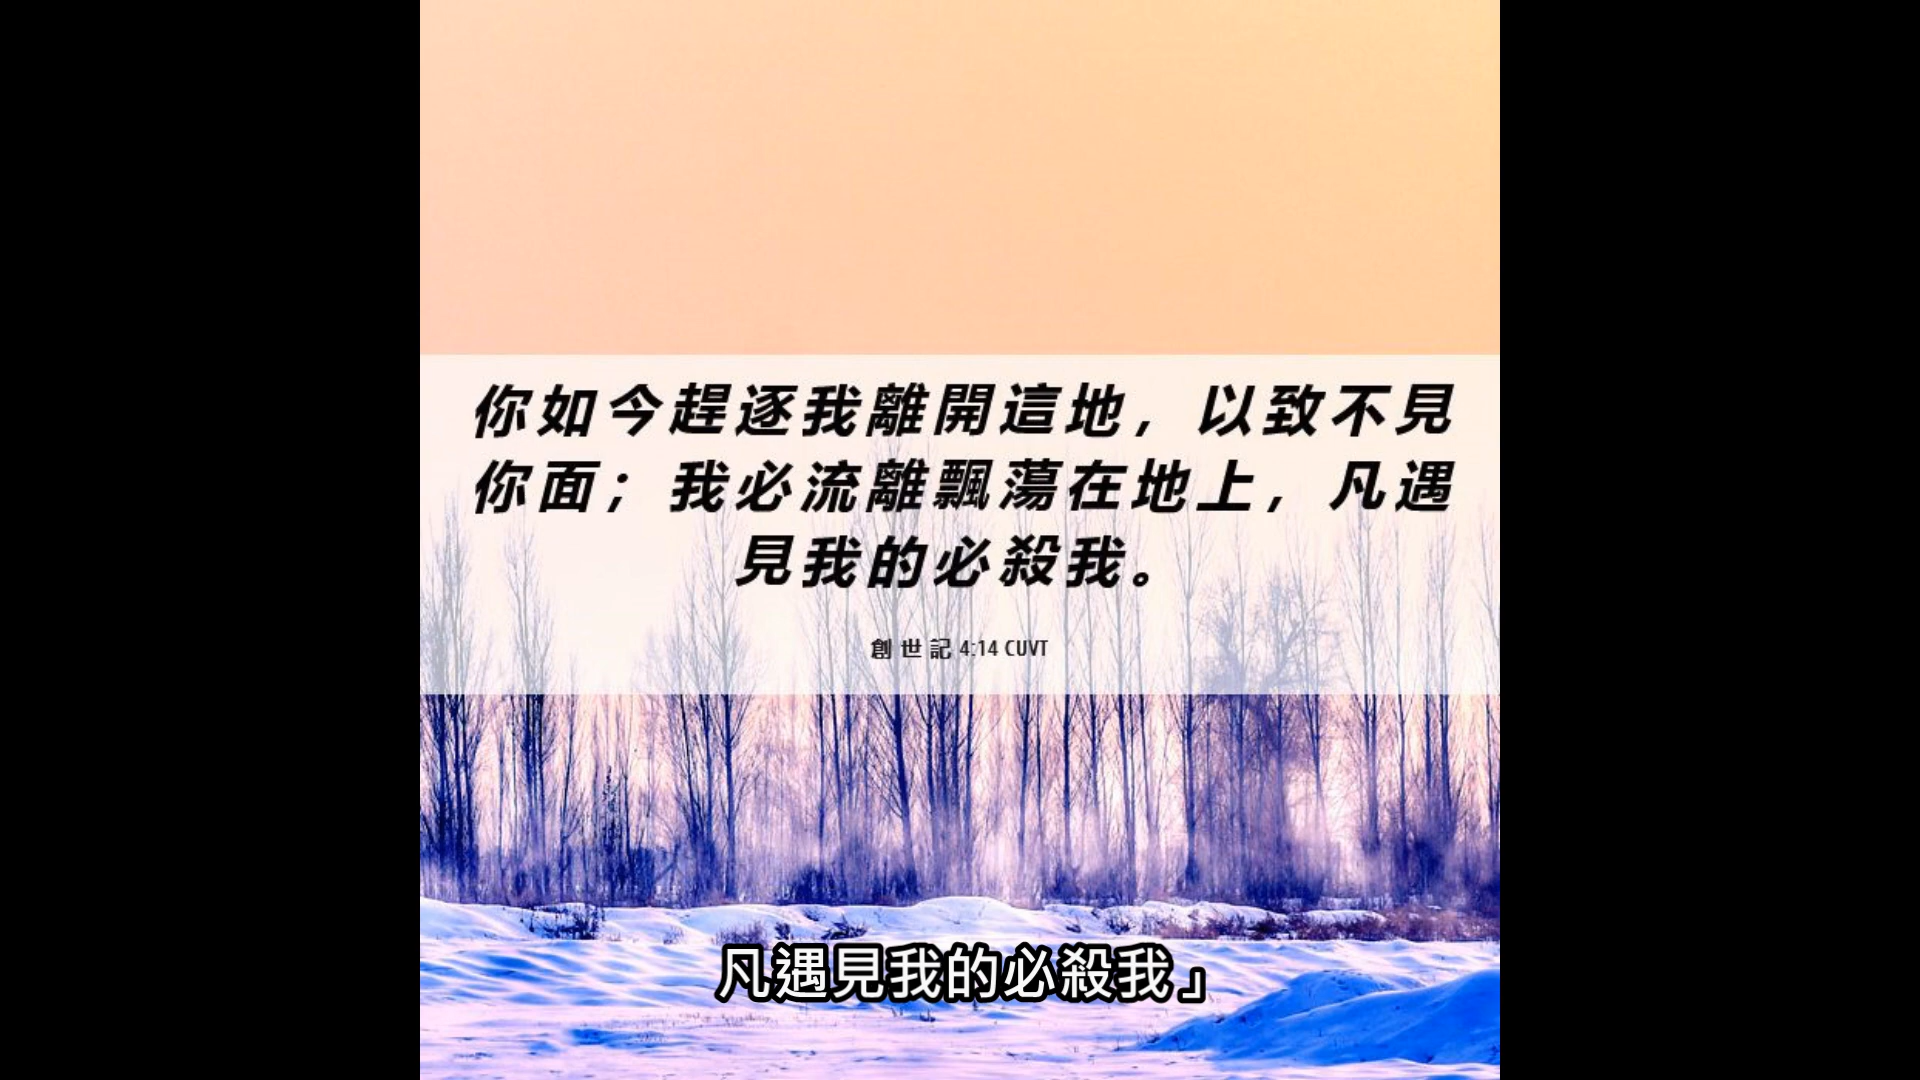 你如今趕逐我離開這地，以致不見
你面；我必流離飄蕩在地上，凡遇
見我的必殺我。
創世記 4:14 CUVT
凡遇見我的必殺我」